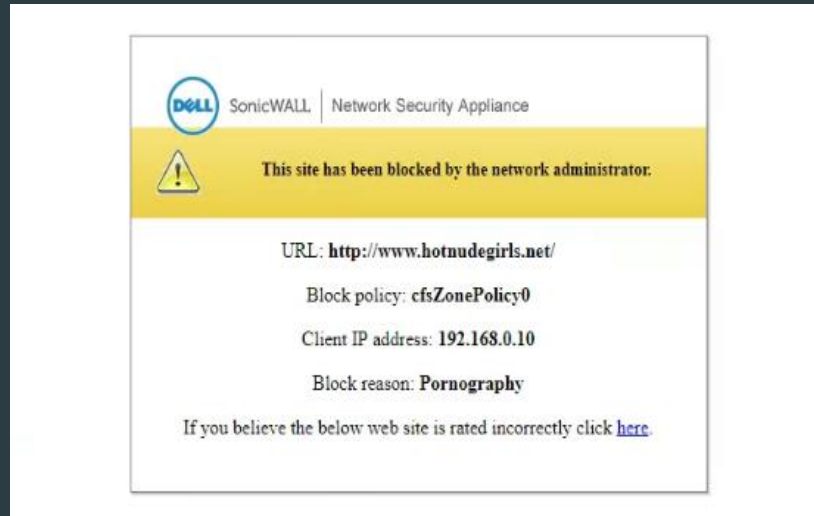 DELL SonicWALL | Network Security Appliance
This site has been blocked by the network administrator.
URL: http://www.hotnudegirls.net/
Block policy: cfsZonePolicy0
Client IP address: 192.168.0.10
Block reason: Pornography
If you believe the below web site is rated incorrectly click here.